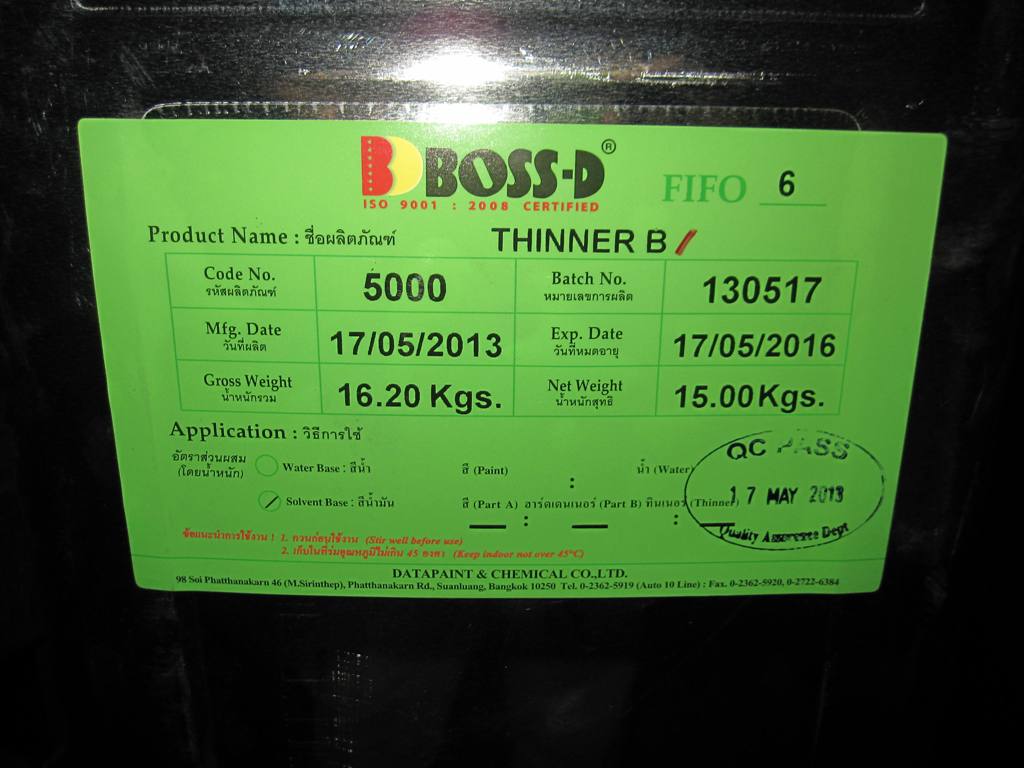 BOSS-D®
ISO 9001 : 2008 CERTIFIED
FIFO 6
Product Name : ชื่อผลิตภัณฑ์ THINNER B
Code No. 5000 Batch No. 130517
รหัสผลิตภัณฑ์ หมายเลขการผลิต
Mfg. Date 17/05/2013 Exp. Date 17/05/2016
วันที่ผลิต วันที่หมดอายุ
Gross Weight 16.20 Kgs. Net Weight 15.00 Kgs.
น้ำหนักรวม น้ำหนักสุทธิ
Application : วิธีการใช้
อัตราส่วนผสม
(โดยน้ำหนัก)
Water Base : สีน้ำ สี (Paint) : น้ำ (Water)
Solvent Base : สีน้ำมัน สี (Part A) : ฮาร์ดเดนเนอร์ (Part B) : ทินเนอร์ (Thinner)
QC PASS
17 MAY 2013
Quality Assurance Dept
ข้อแนะนำการใช้งาน ! 1. กวนก่อนใช้งาน (Stir well before use)
2. เก็บในที่ร่มอุณหภูมิไม่เกิน 45 องศา (Keep indoor not over 45°C)
DATAPAINT & CHEMICAL CO.,LTD.
98 Soi Phatthanakarn 46 (M.Sirinthep), Phatthanakarn Rd., Suanluang, Bangkok 10250 Tel. 0-2362-5919 (Auto 10 Line) : Fax. 0-2362-5920, 0-2722-6384